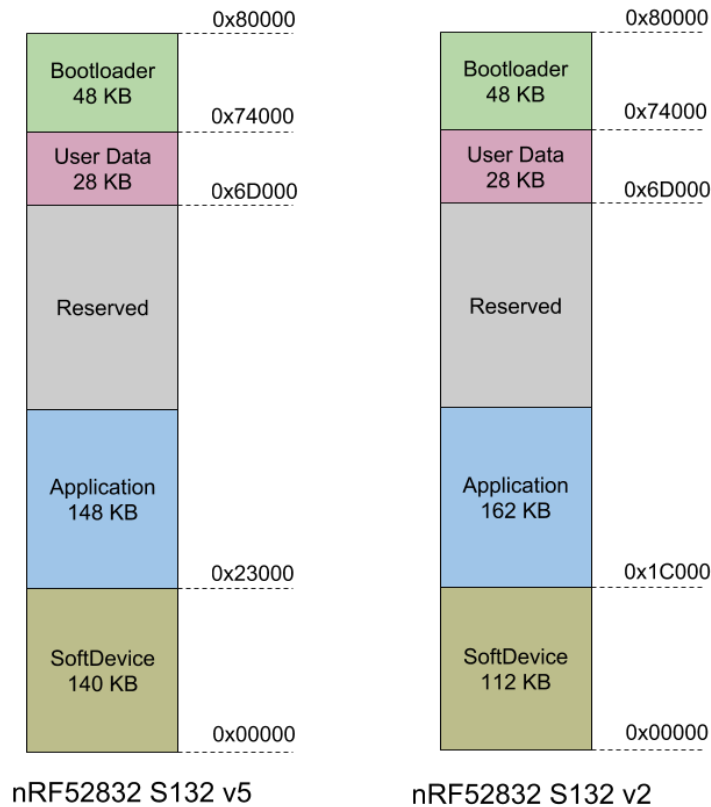 0x80000
Bootloader
48 KB
0x74000
User Data
28 KB
0x6D000
Reserved
Application
148 KB
0x23000
SoftDevice
140 KB
0x00000
nRF52832 S132 v5
0x80000
Bootloader
48 KB
0x74000
User Data
28 KB
0x6D000
Reserved
Application
162 KB
0x1C000
SoftDevice
112 KB
0x00000
nRF52832 S132 v2